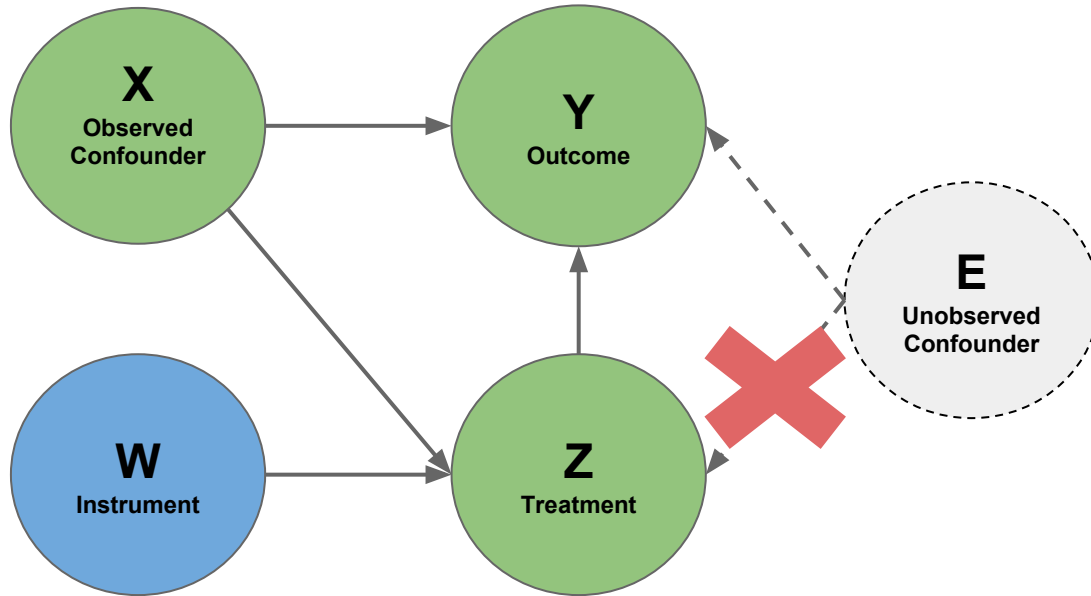 X
Observed
Confounder
Y
Outcome
E
Unobserved
Confounder
W
Instrument
Z
Treatment